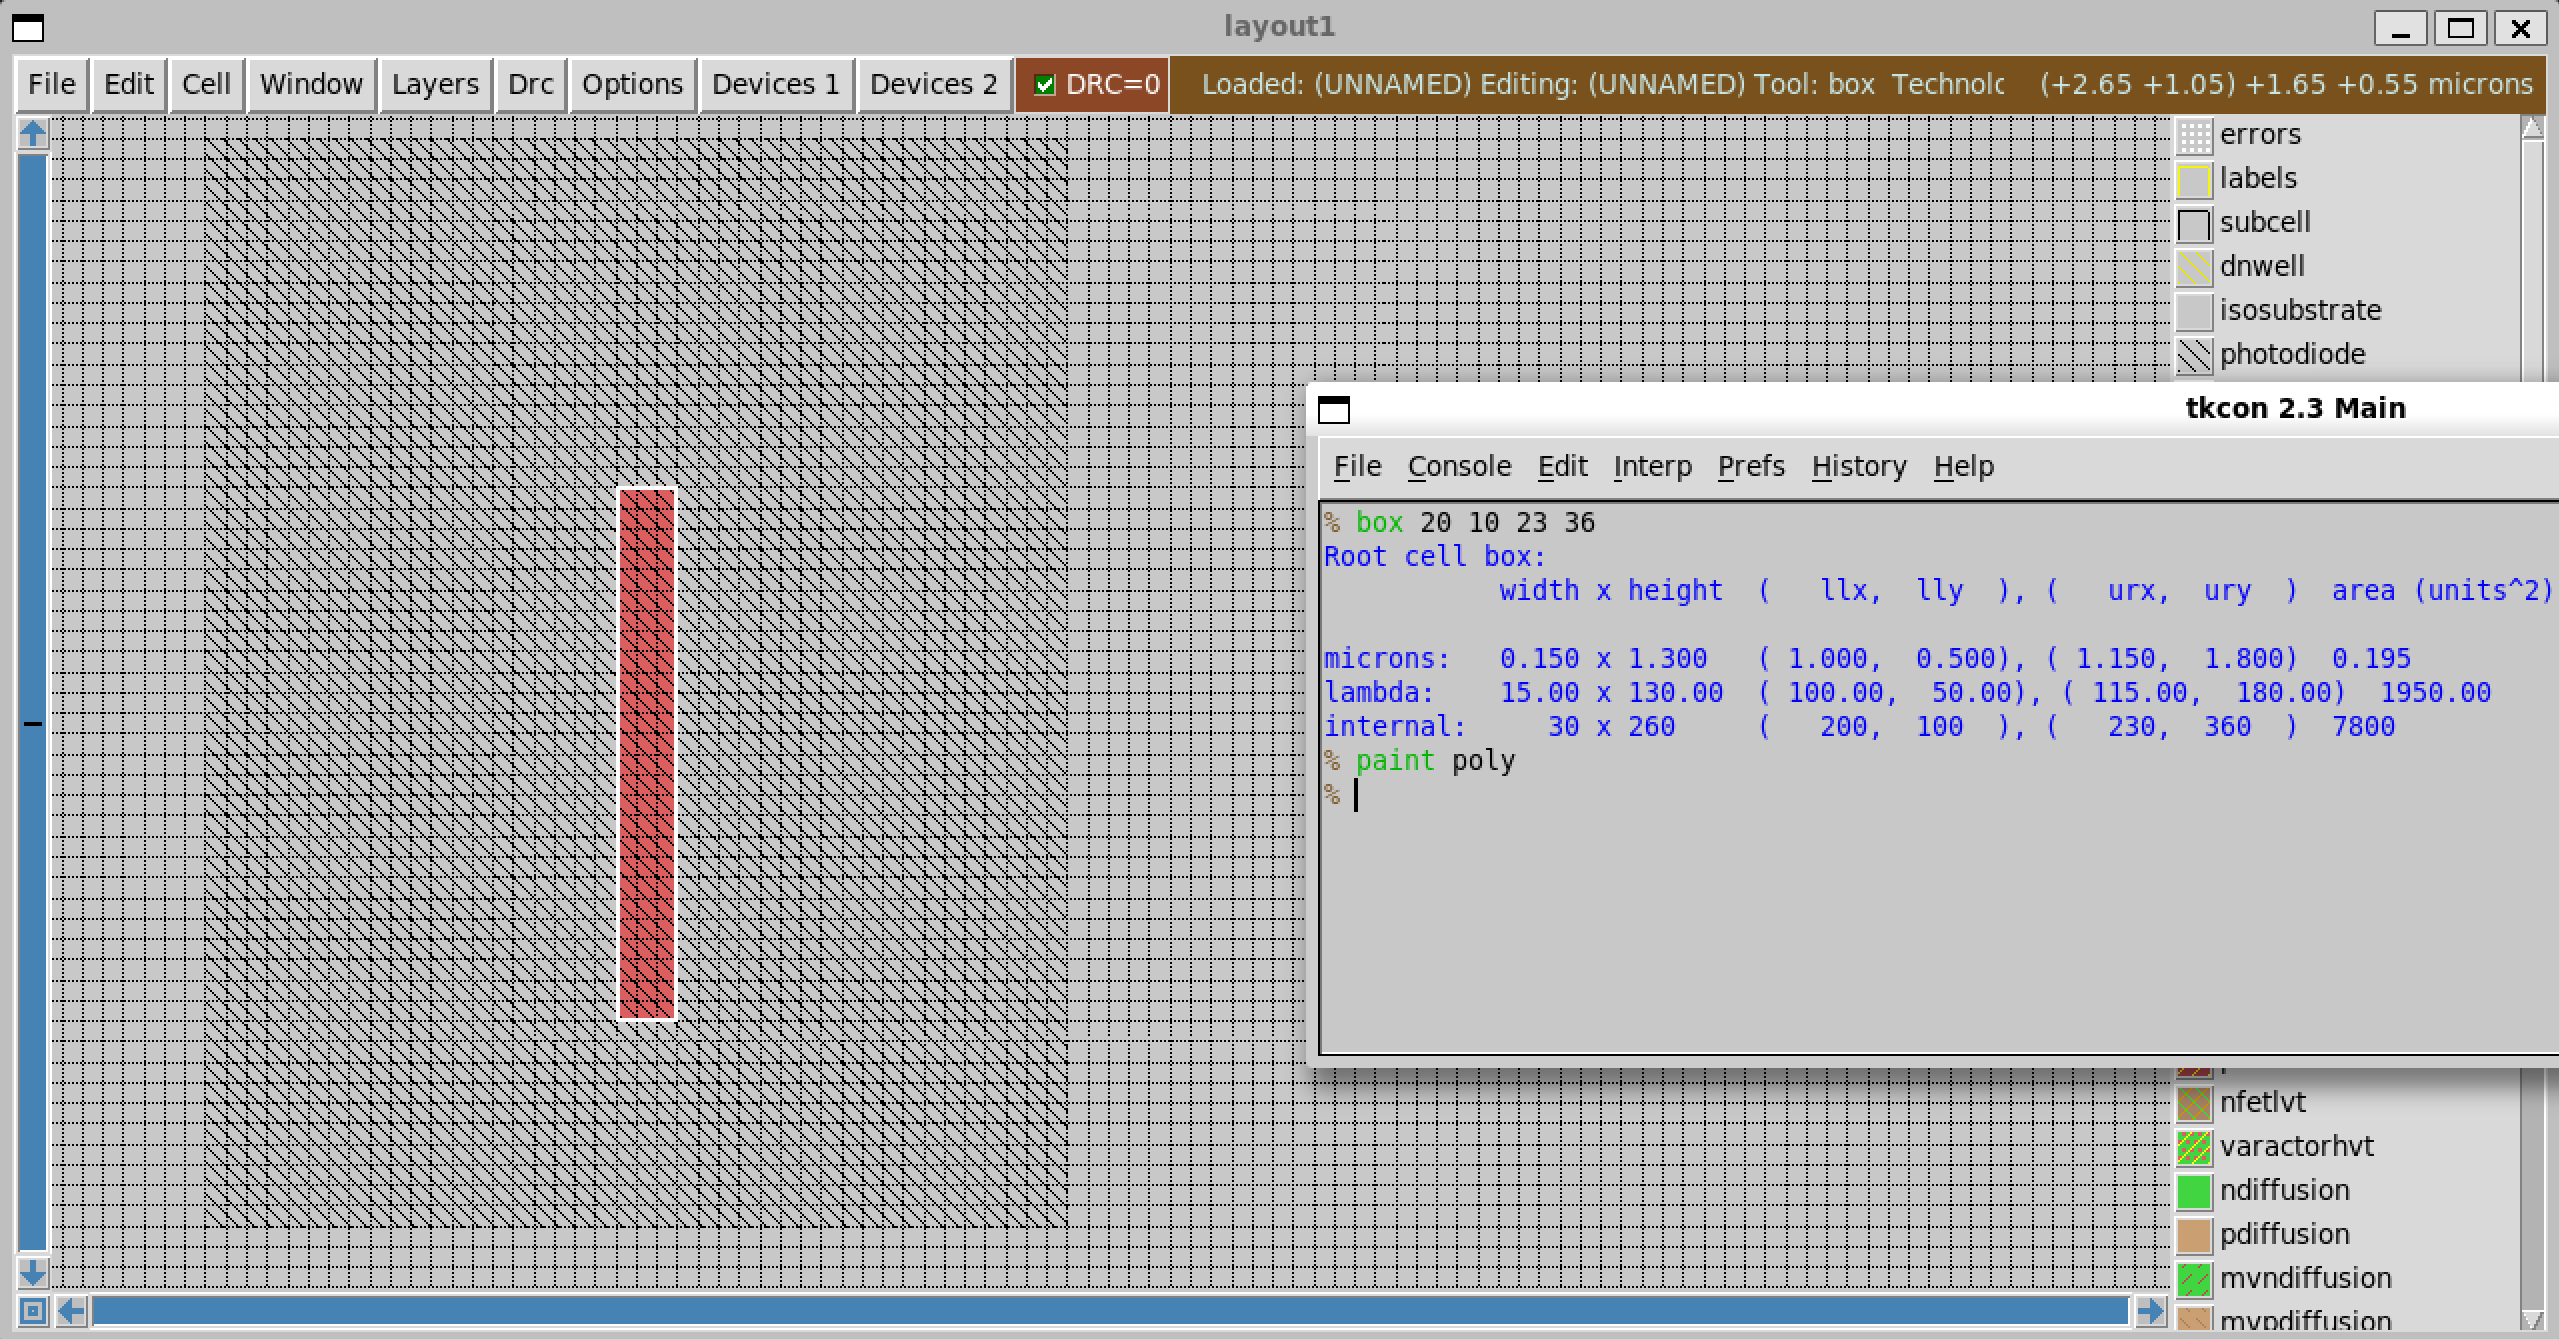 layout1
File Edit Cell Window Layers Drc Options Devices 1 Devices 2 DRC=0 Loaded: (UNNAMED) Editing: (UNNAMED) Tool: box Technolc (+2.65 +1.05) +1.65 +0.55 microns
errors
labels
subcell
dnwell
isosubstrate
photodiode
tkcon 2.3 Main
File Console Edit Interp Prefs History Help
% box 20 10 23 36
Root cell box:
width x height ( llx, lly ), ( urx, ury ) area (units^2)
microns: 0.150 x 1.300 ( 1.000, 0.500), ( 1.150, 1.800) 0.195
lambda: 15.00 x 130.00 ( 100.00, 50.00), ( 115.00, 180.00) 1950.00
internal: 30 x 260 ( 200, 100 ), ( 230, 360 ) 7800
% paint poly
%
nfetlvt
varactorhvt
ndiffusion
pdiffusion
mvndiffusion
mvpdiffusion